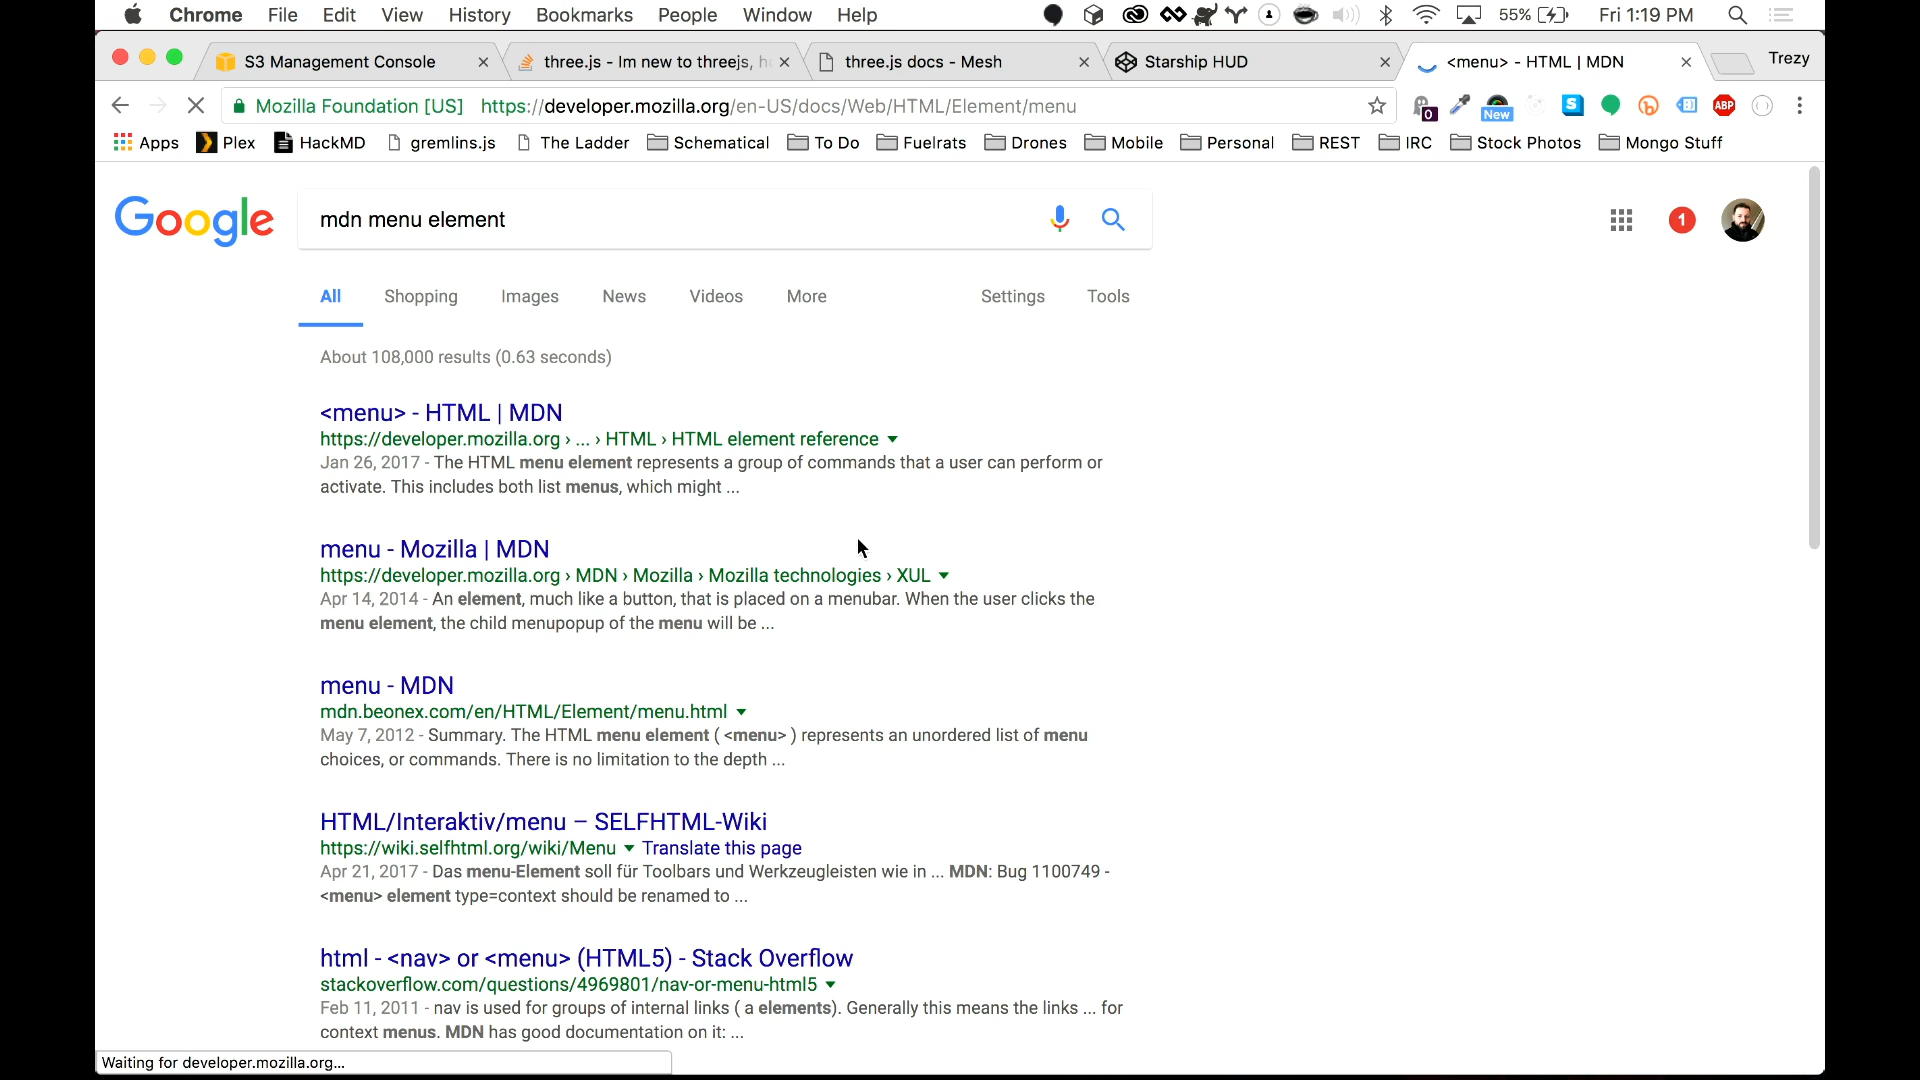 Chrome File Edit View History Bookmarks People Window Help 55% Fri 1:19 PM
S3 Management Console three.js - Im new to threejs, three.js docs - Mesh Starship HUD <menu> - HTML | MDN Trezy
Mozilla Foundation [US] https://developer.mozilla.org/en-US/docs/Web/HTML/Element/menu 0 New S ABP
Apps Plex HackMD gremlins.js The Ladder Schematical To Do Fuelrats Drones Mobile Personal REST IRC Stock Photos Mongo Stuff
Google mdn menu element 1
All Shopping Images News Videos More Settings Tools
About 108,000 results (0.63 seconds)
<menu> - HTML | MDN
https://developer.mozilla.org › ... › HTML › HTML element reference
Jan 26, 2017 - The HTML menu element represents a group of commands that a user can perform or
activate. This includes both list menus, which might ...
menu - Mozilla | MDN
https://developer.mozilla.org › MDN › Mozilla › Mozilla technologies › XUL
Apr 14, 2014 - An element, much like a button, that is placed on a menubar. When the user clicks the
menu element, the child menupopup of the menu will be ...
menu - MDN
mdn.beonex.com/en/HTML/Element/menu.html
May 7, 2012 - Summary. The HTML menu element ( <menu> ) represents an unordered list of menu
choices, or commands. There is no limitation to the depth ...
HTML/Interaktiv/menu – SELFHTML-Wiki
https://wiki.selfhtml.org/wiki/Menu Translate this page
Apr 21, 2017 - Das menu-Element soll für Toolbars und Werkzeugleisten wie in ... MDN: Bug 1100749 -
<menu> element type=context should be renamed to ...
html - <nav> or <menu> (HTML5) - Stack Overflow
stackoverflow.com/questions/4969801/nav-or-menu-html5
Feb 11, 2011 - nav is used for groups of internal links ( a elements). Generally this means the links ... for
context menus. MDN has good documentation on it: ...
Waiting for developer.mozilla.org...